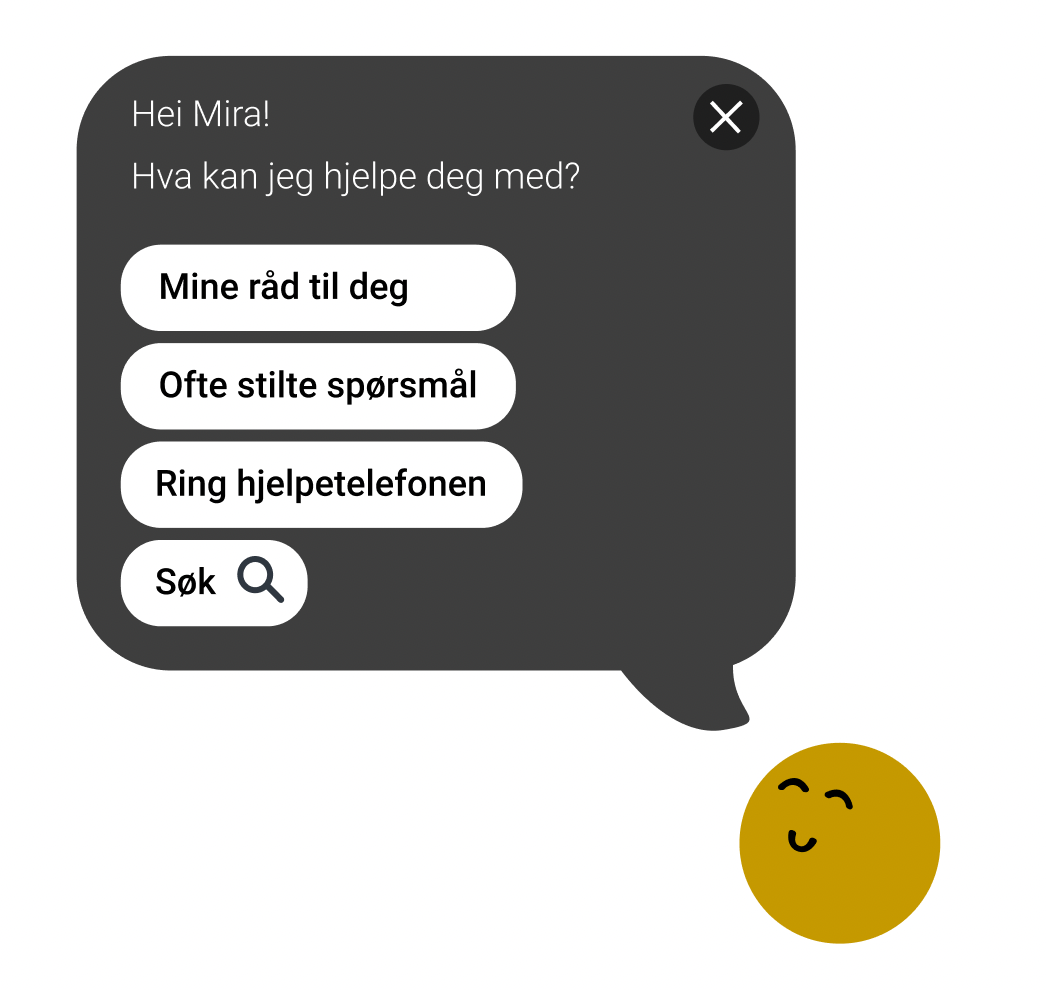 Hei Mira!
Hva kan jeg hjelpe deg med?
Mine råd til deg
Ofte stilte spørsmål
Ring hjelpetelefonen
Søk